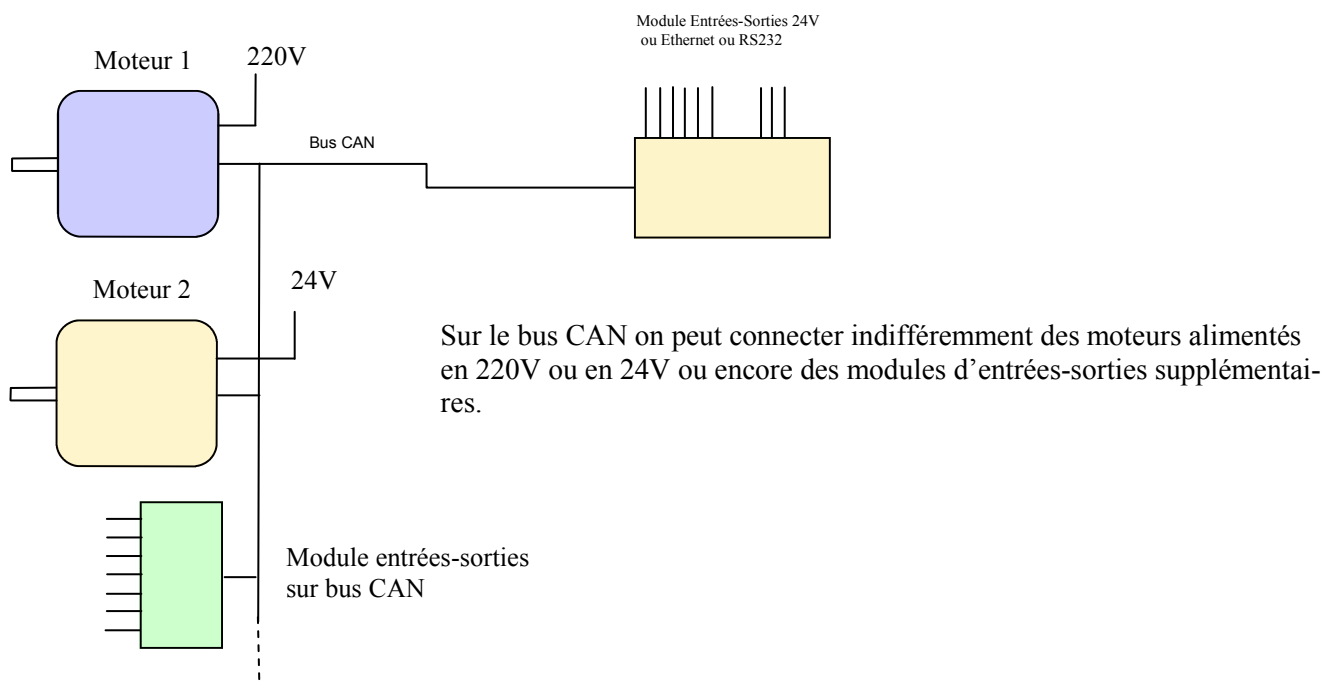 Module Entrées-Sorties 24V
ou Ethernet ou RS232
Moteur 1
220V
Bus CAN
Moteur 2
24V
Sur le bus CAN on peut connecter indifféremment des moteurs alimentés
en 220V ou en 24V ou encore des modules d’entrées-sorties supplémentai-
res.
Module entrées-sorties
sur bus CAN